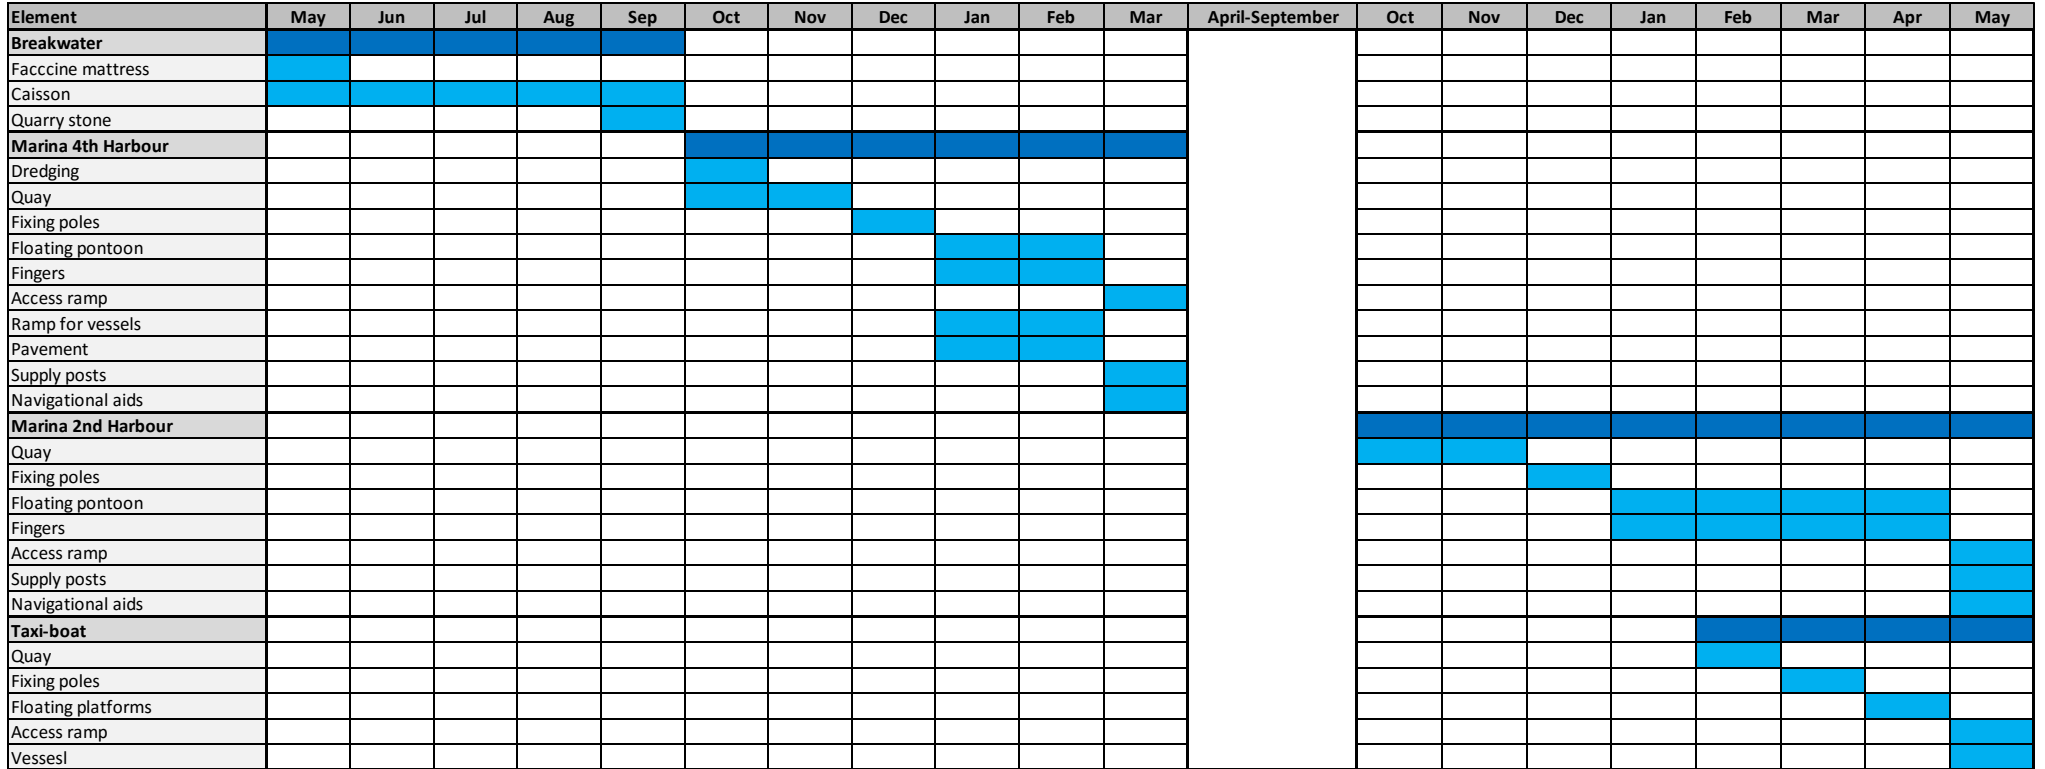 Element May Jun Jul Aug Sep Oct Nov Dec Jan Feb Mar April-September Oct Nov Dec Jan Feb Mar Apr May
Breakwater
Facccine mattress
Caisson
Quarry stone
Marina 4th Harbour
Dredging
Quay
Fixing poles
Floating pontoon
Fingers
Access ramp
Ramp for vessels
Pavement
Supply posts
Navigational aids
Marina 2nd Harbour
Quay
Fixing poles
Floating pontoon
Fingers
Access ramp
Supply posts
Navigational aids
Taxi-boat
Quay
Fixing poles
Floating platforms
Access ramp
Vessesl